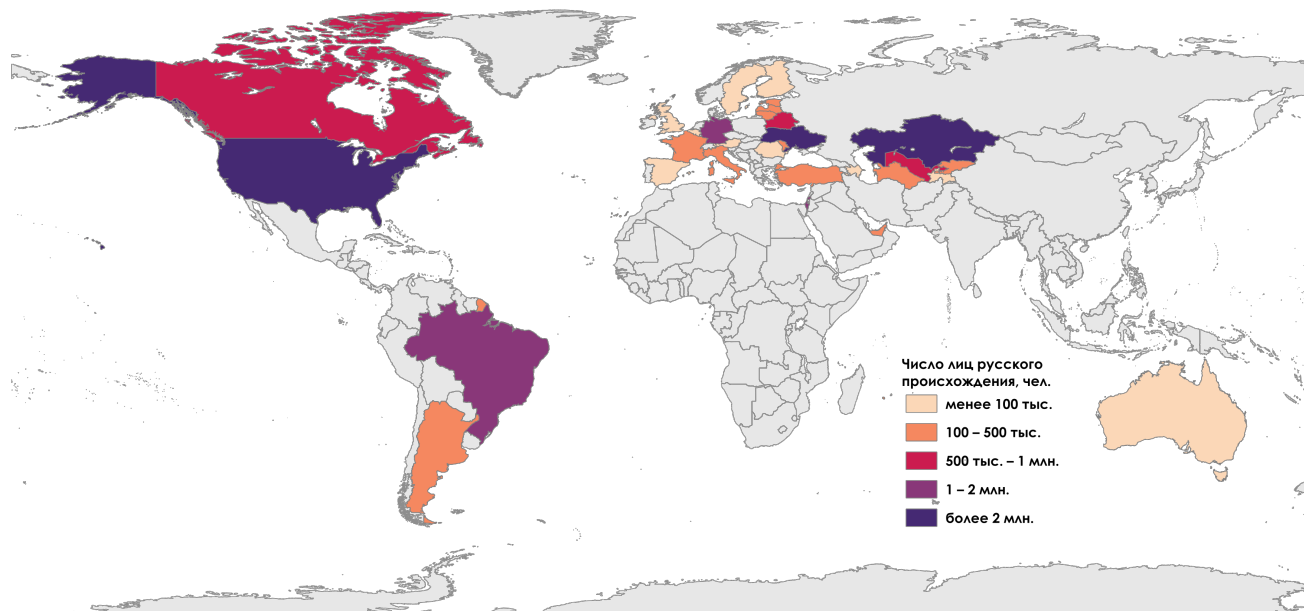 Число лиц русского
происхождения, чел.
менее 100 тыс.
100 – 500 тыс.
500 тыс. – 1 млн.
1 – 2 млн.
более 2 млн.